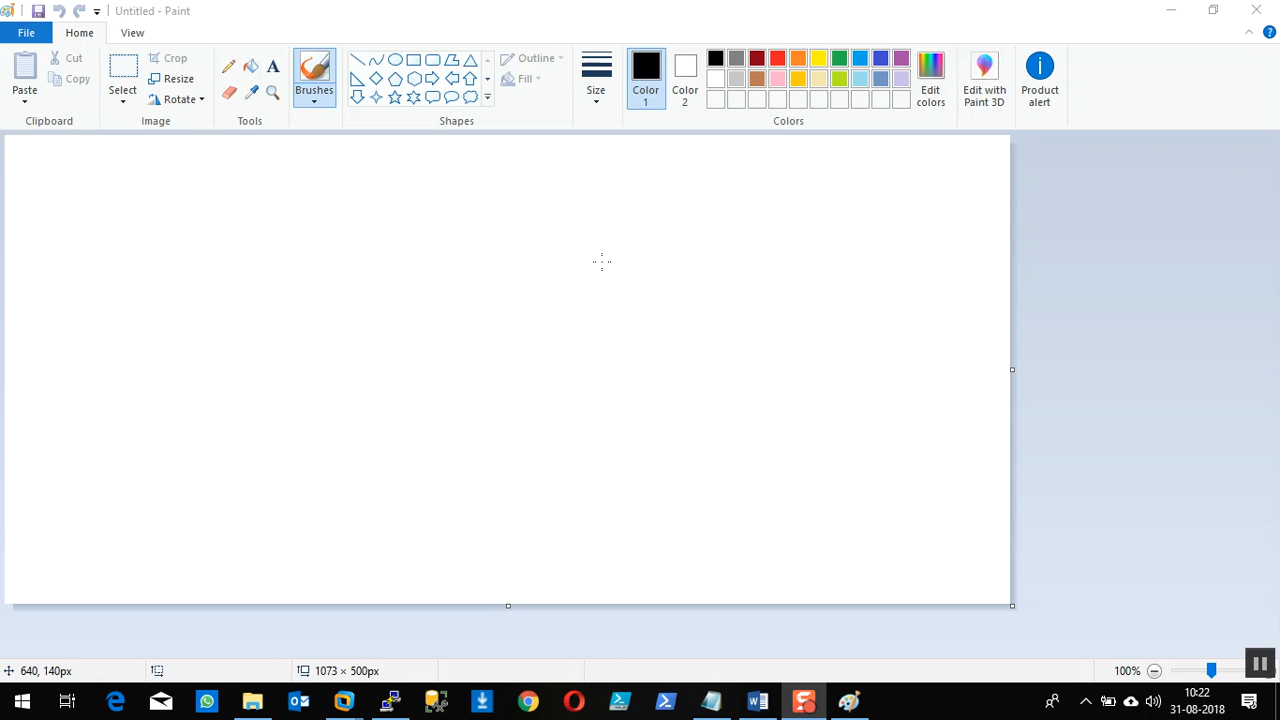 Untitled - Paint
File
Home
View
Paste
Cut
Copy
Clipboard
Select
Crop
Resize
Rotate
Image
A
Tools
Brushes
Outline
Fill
Shapes
Size
Color
1
Color
2
Edit
colors
Colors
Edit with
Paint 3D
Product
alert
640, 140px
1073 × 500px
100%
10:22
31-08-2018